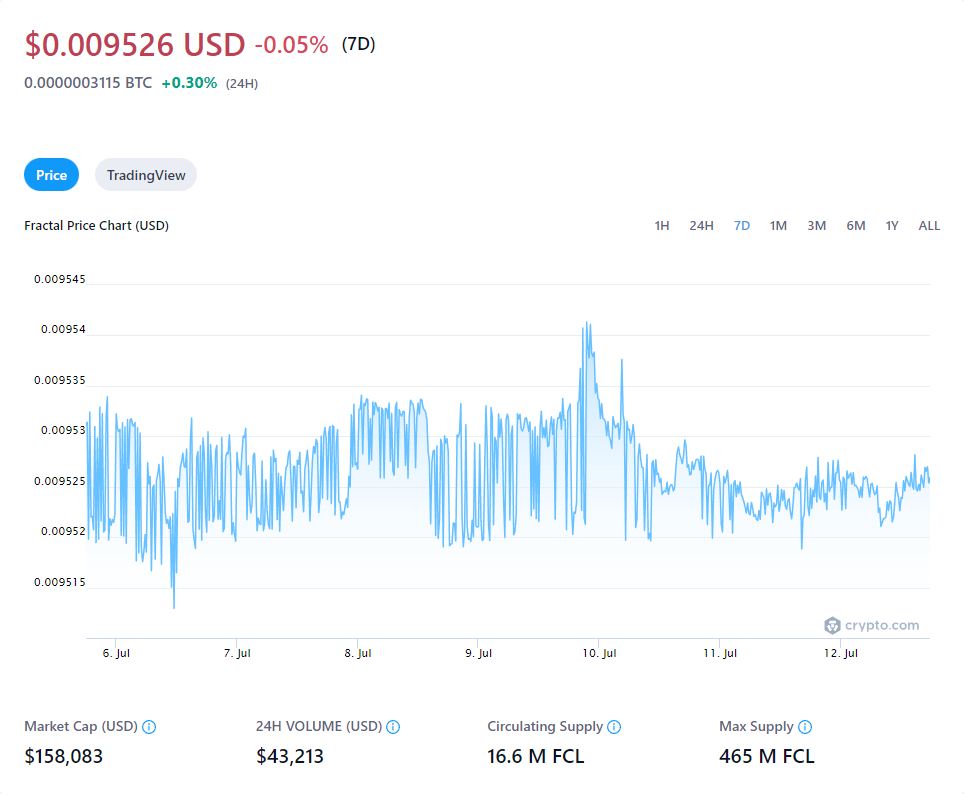 $0.009526 USD -0.05% (7D)
0.0000003115 BTC +0.30% (24H)
Price TradingView
Fractal Price Chart (USD) 1H 24H 7D 1M 3M 6M 1Y ALL
0.009545
0.00954
0.009535
0.00953
0.009525
0.00952
0.009515
crypto.com
6. Jul 7. Jul 8. Jul 9. Jul 10. Jul 11. Jul 12. Jul
Market Cap (USD) 24H VOLUME (USD) Circulating Supply Max Supply
$158,083 $43,213 16.6 M FCL 465 M FCL